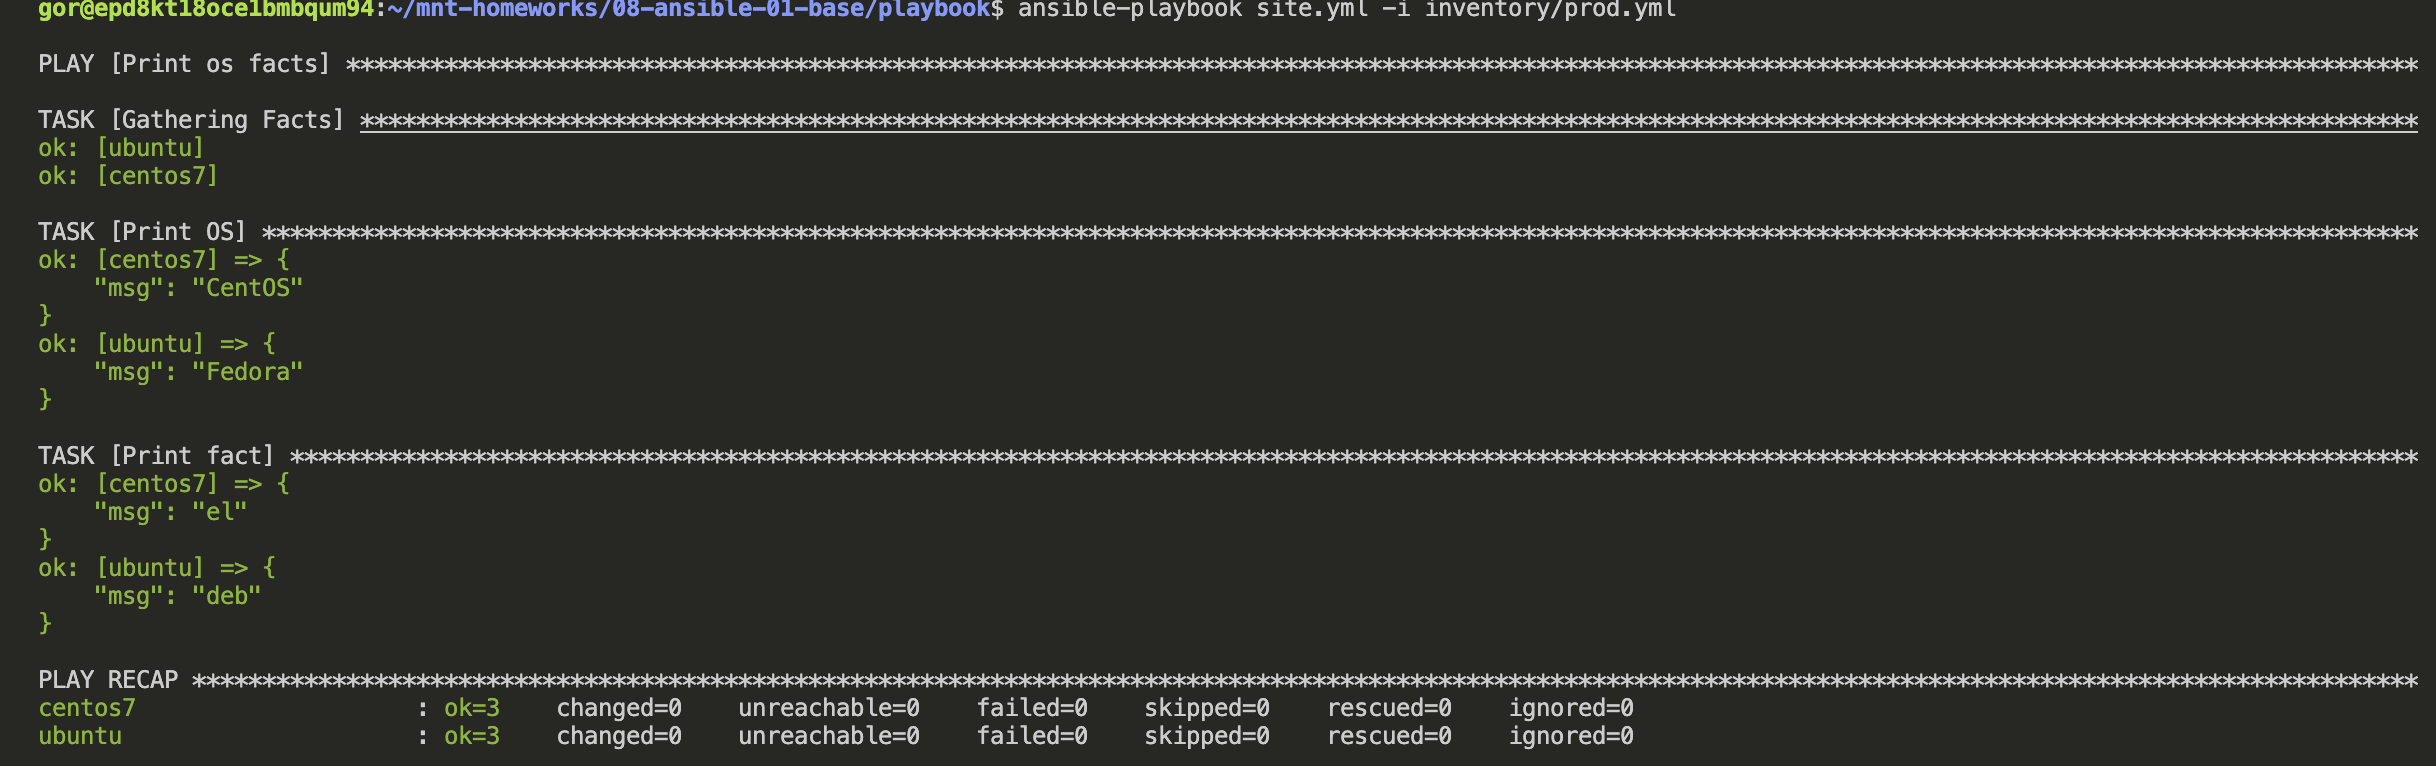 gor@epd8kt18oce1bmbqum94:~/mnt-homeworks/08-ansible-01-base/playbook$ ansible-playbook site.yml -i inventory/prod.yml
PLAY [Print os facts] ****************************************************************************************************************************************************
TASK [Gathering Facts] ***************************************************************************************************************************************************
ok: [ubuntu]
ok: [centos7]
TASK [Print OS] **********************************************************************************************************************************************************
ok: [centos7] => {
    "msg": "CentOS"
}
ok: [ubuntu] => {
    "msg": "Fedora"
}
TASK [Print fact] ********************************************************************************************************************************************************
ok: [centos7] => {
    "msg": "el"
}
ok: [ubuntu] => {
    "msg": "deb"
}
PLAY RECAP ***************************************************************************************************************************************************************
centos7                    : ok=3    changed=0    unreachable=0    failed=0    skipped=0    rescued=0    ignored=0
ubuntu                     : ok=3    changed=0    unreachable=0    failed=0    skipped=0    rescued=0    ignored=0